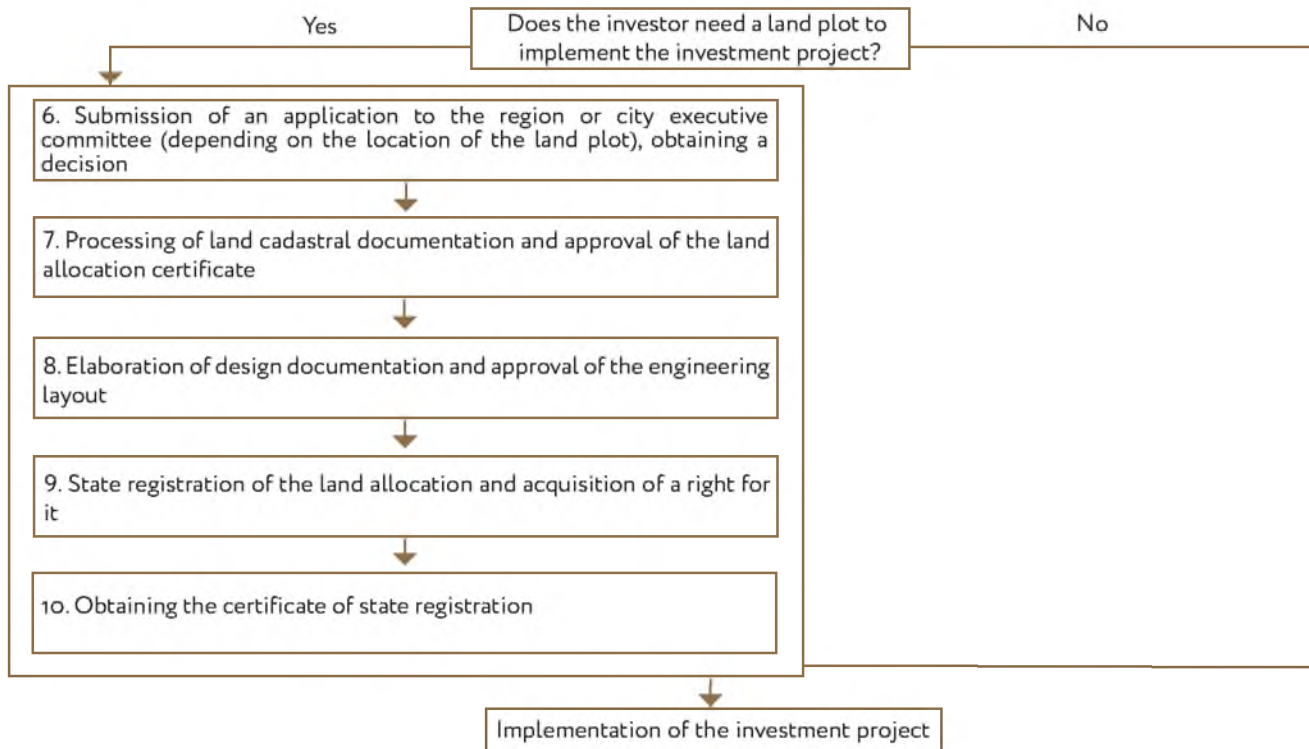 Yes
Does the investor need a land plot to
implement the investment project?
No
6. Submission of an application to the region or city executive
committee (depending on the location of the land plot), obtaining a
decision
7. Processing of land cadastral documentation and approval of the land
allocation certificate
8. Elaboration of design documentation and approval of the engineering
layout
9. State registration of the land allocation and acquisition of a right for
it
10. Obtaining the certificate of state registration
Implementation of the investment project